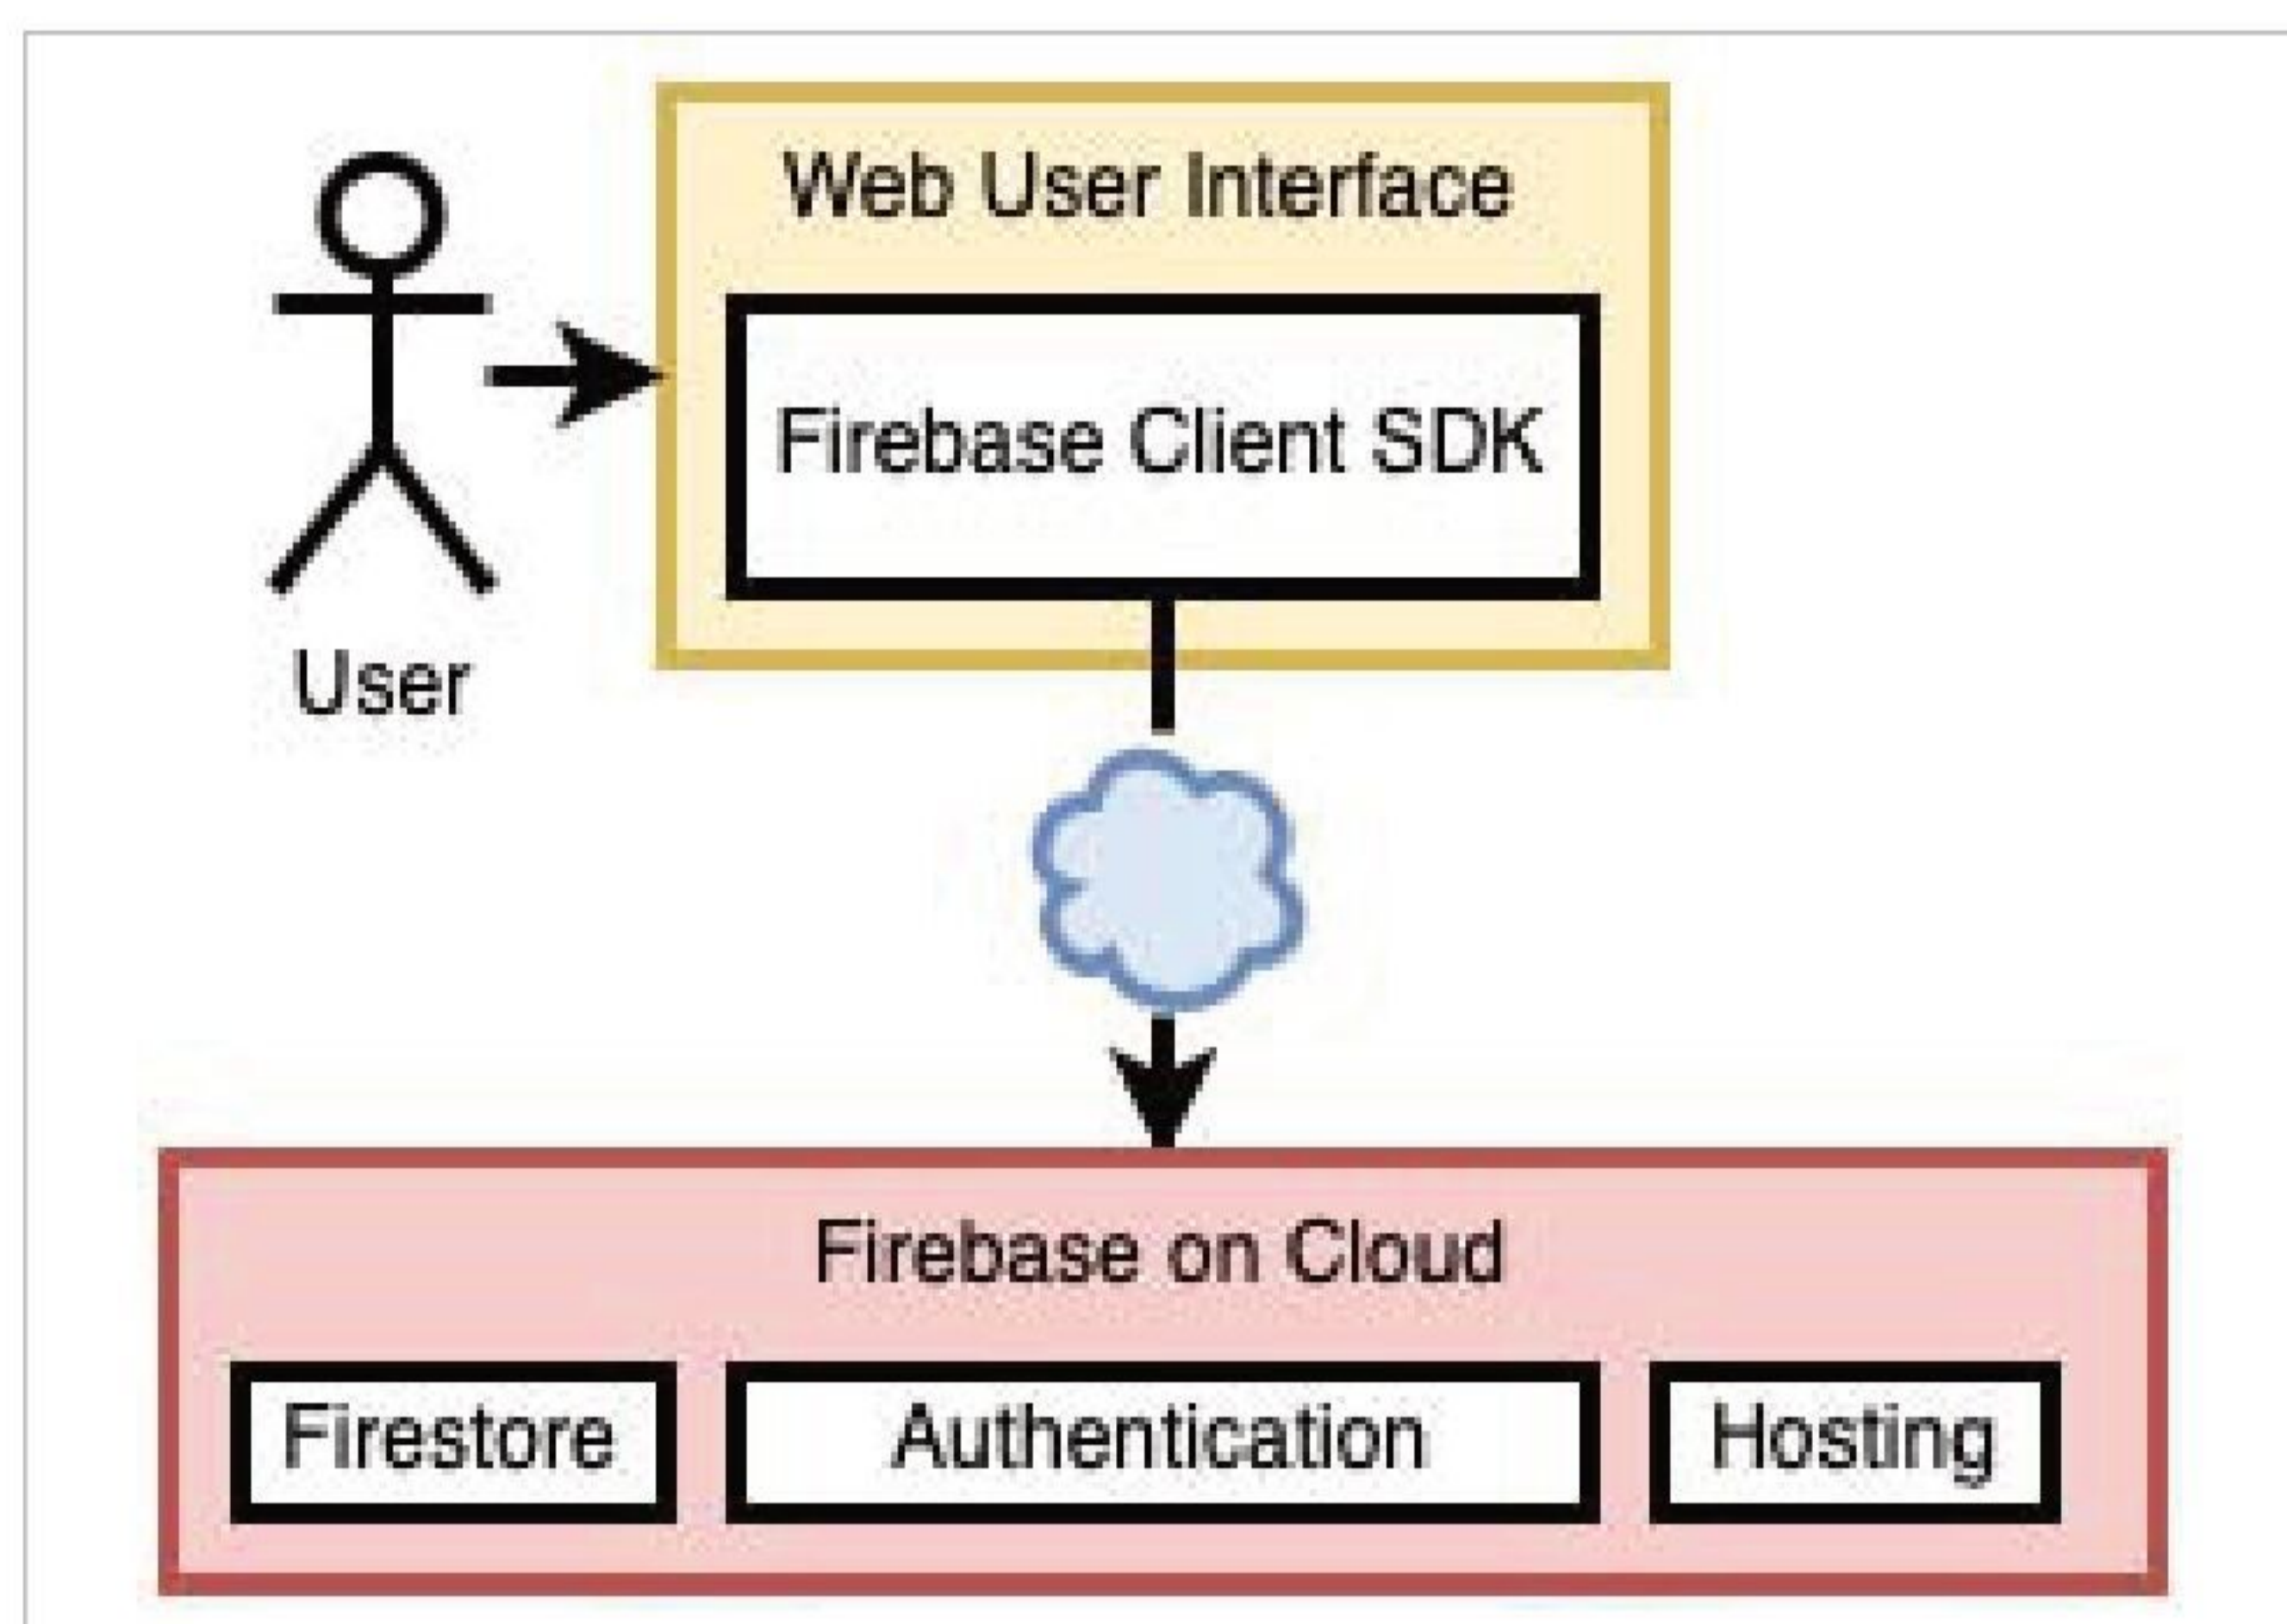 Web User Interface
Firebase Client SDK
User
Firebase on Cloud
Firestore
Authentication
Hosting